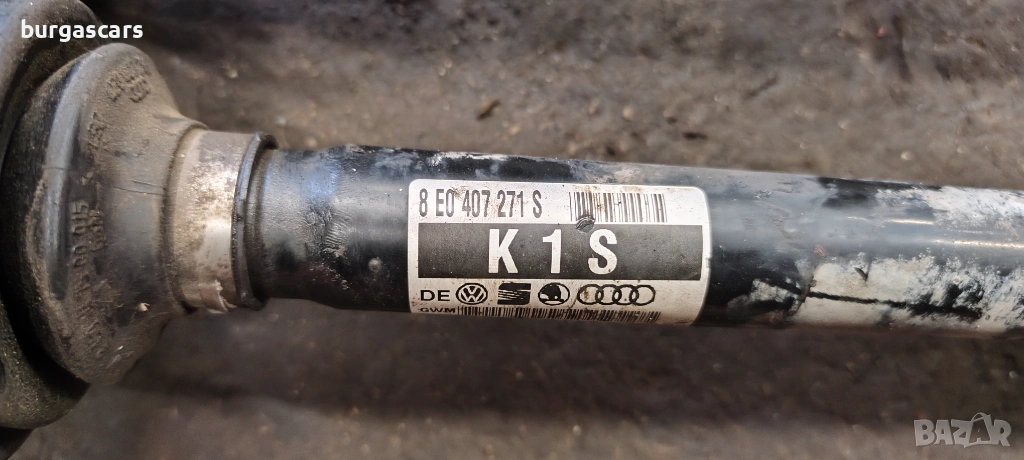 burgascars
8 E0 407 271 S
K 1 S
DE
GWM
BAZAR